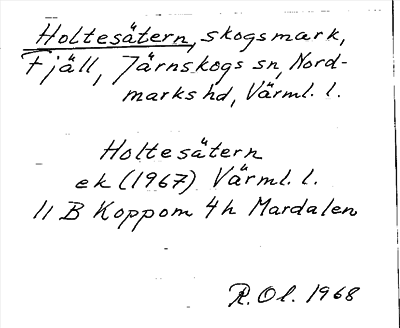 Holtesätern, skogsmark,
Fjäll, Järnskogs sn, Nord-
marks hd, Värml. l.
Holtesätern
ek (1967) Värml. l.
11 B Koppom 4h Mardalen
R. Ol. 1968